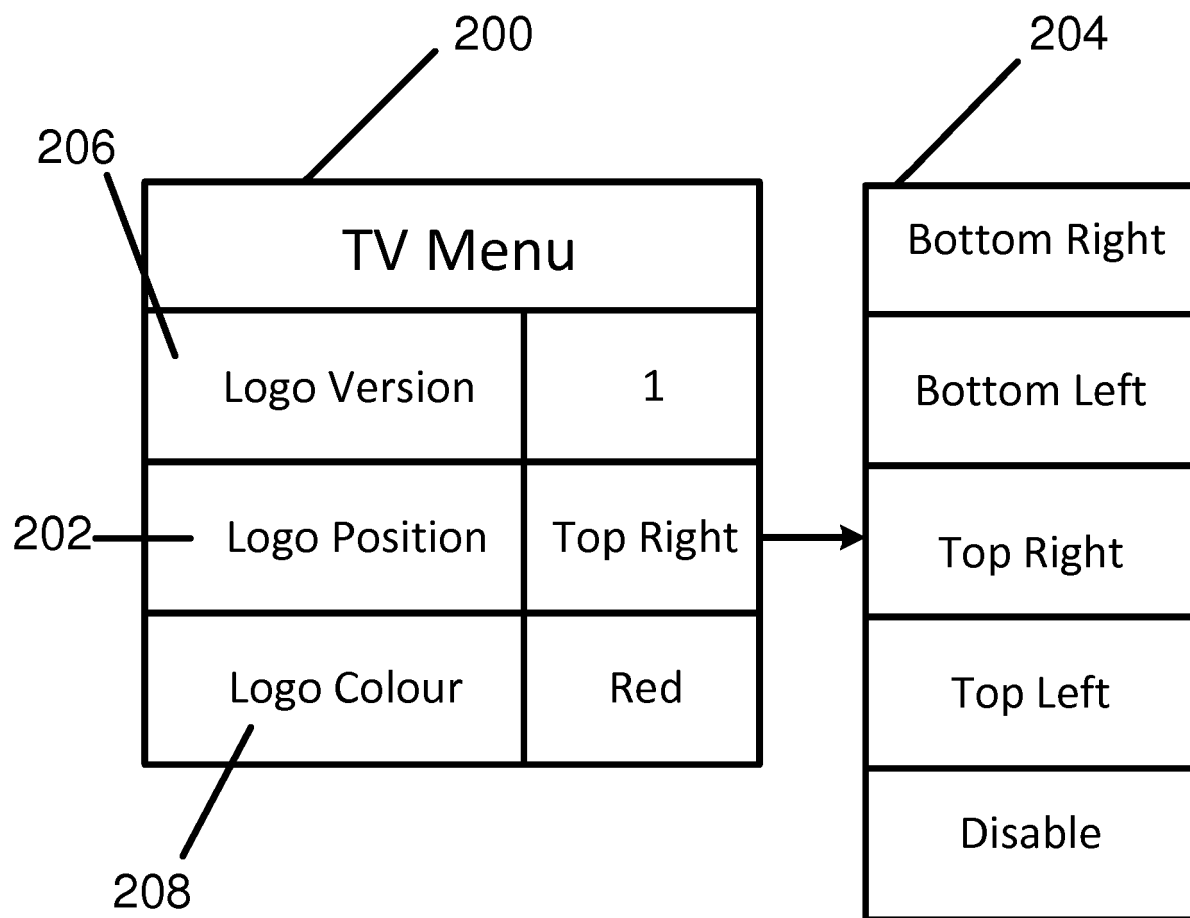 200
204
206
TV Menu
Bottom Right
Logo Version
1
Bottom Left
202
Logo Position
Top Right
Top Right
Logo Colour
Red
Top Left
Disable
208